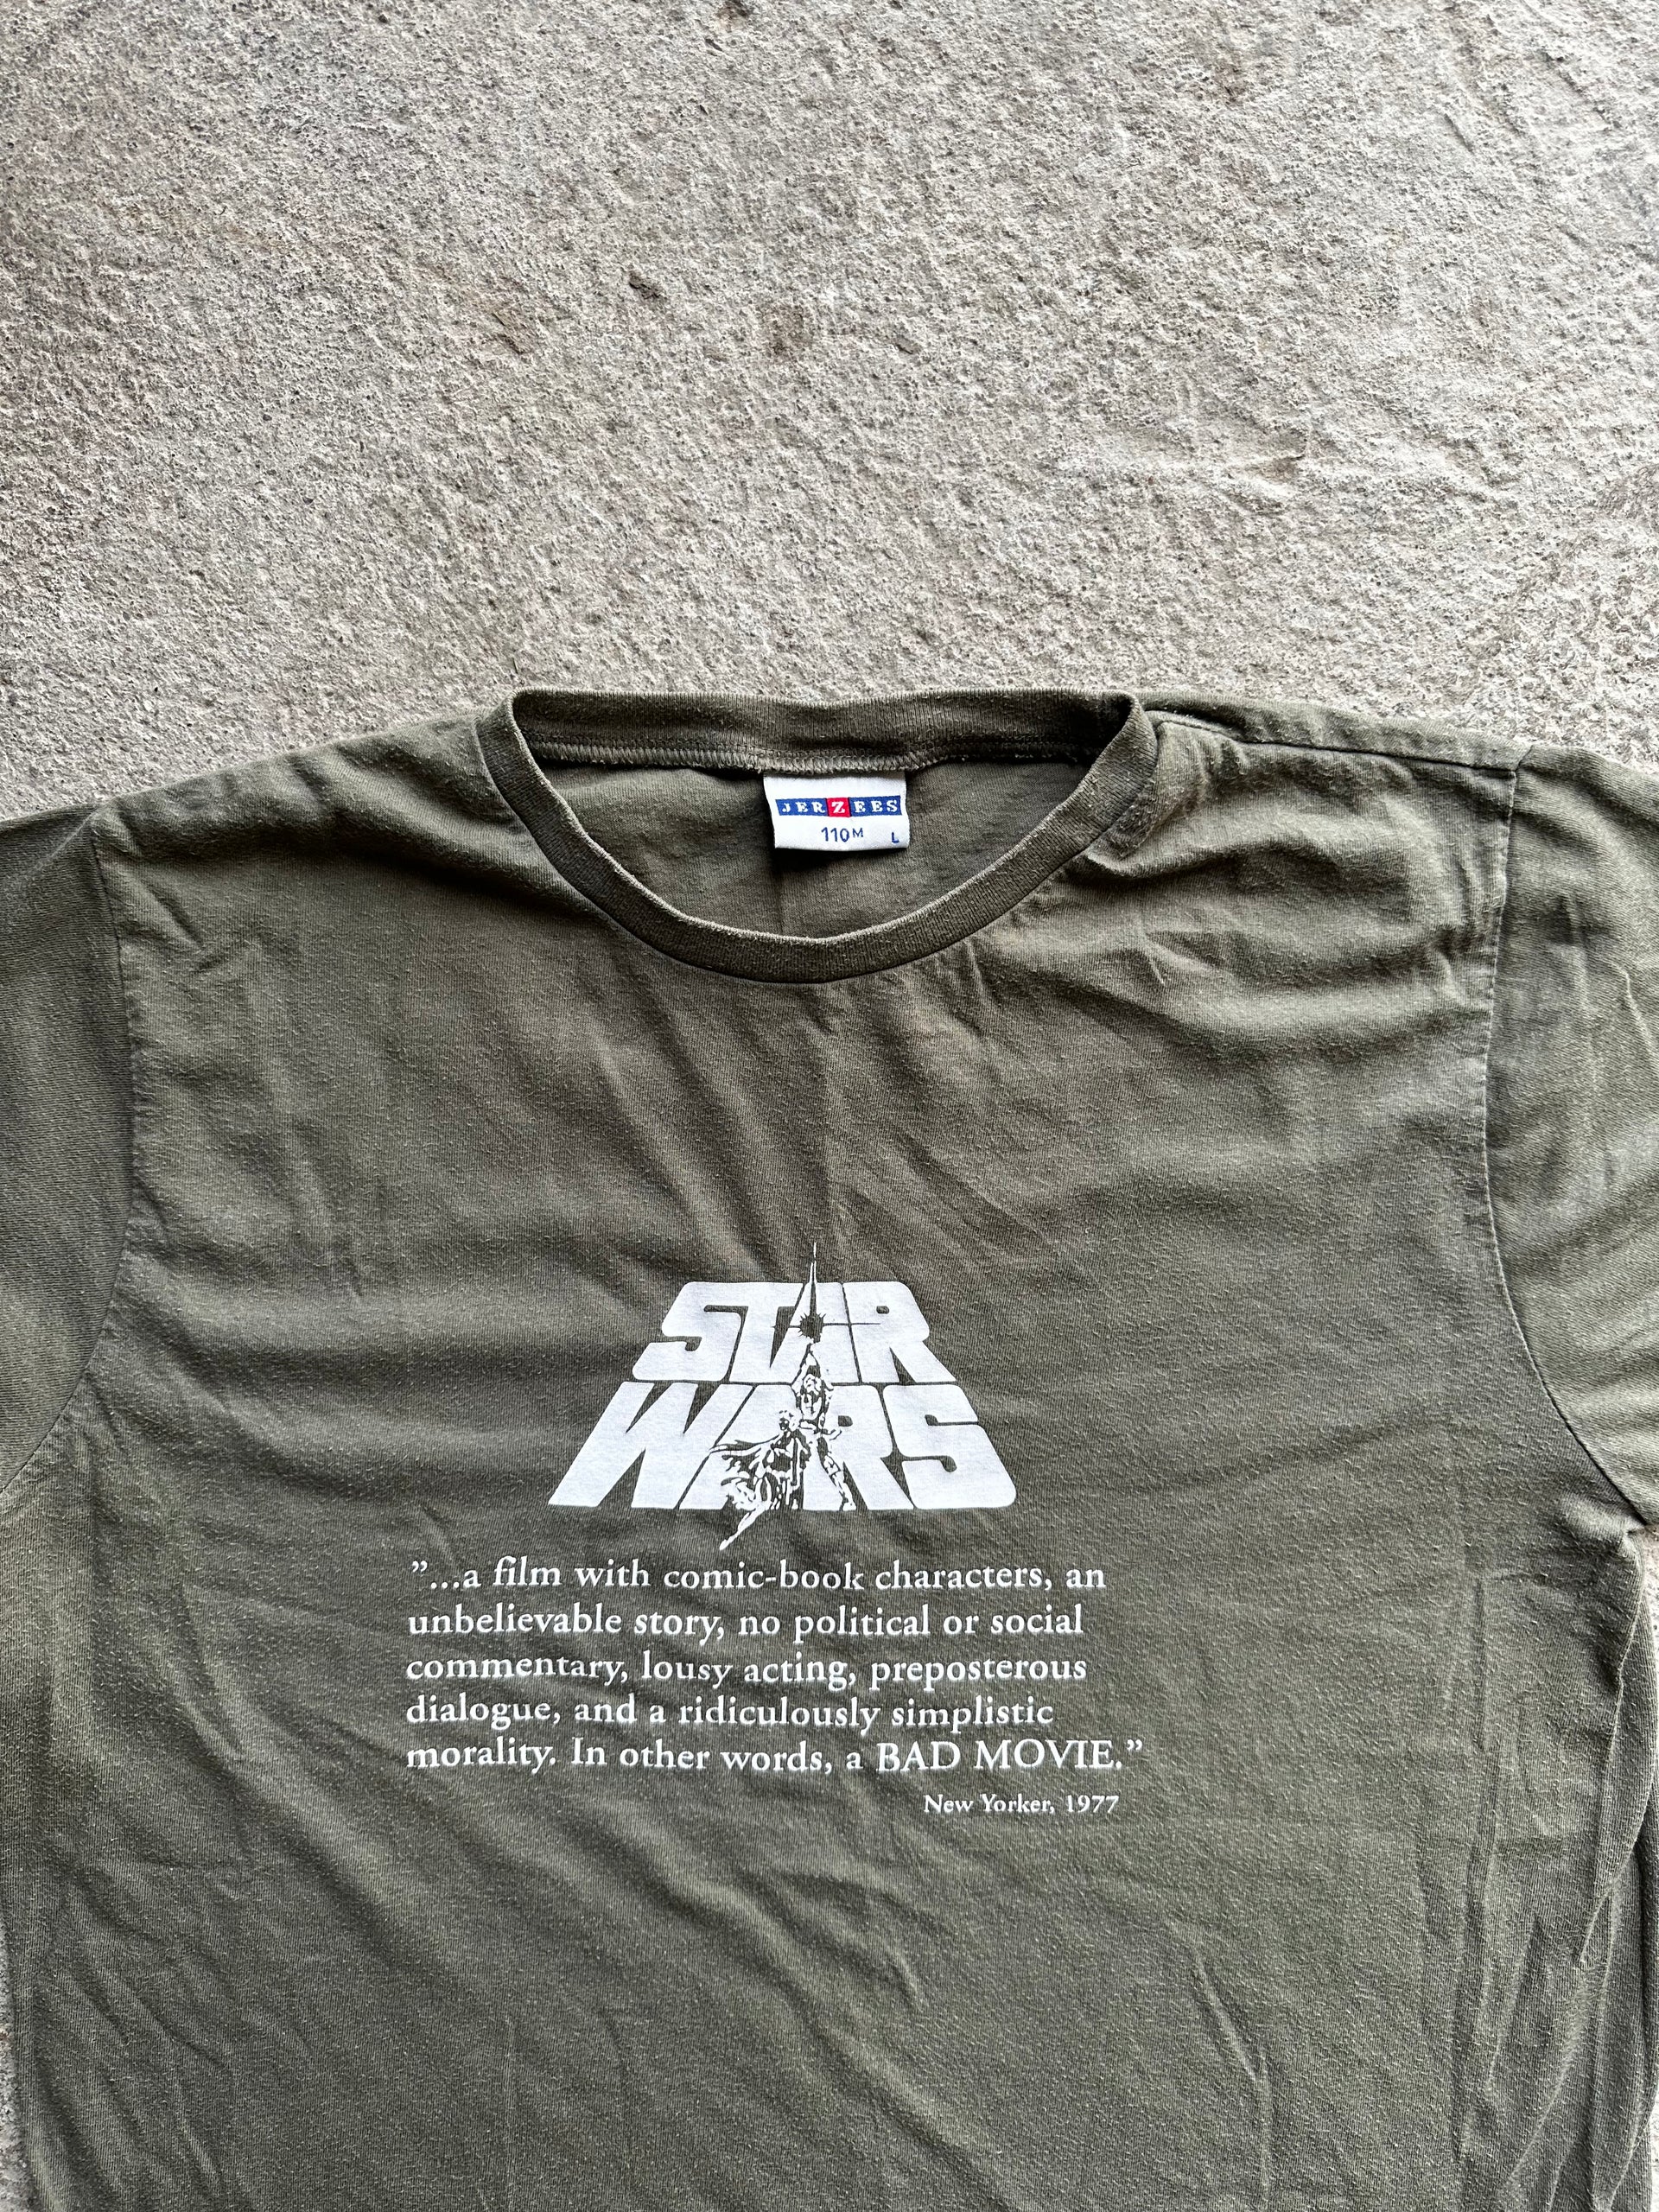 JERZEES
110M L
STAR
WARS
”...a film with comic-book characters, an
unbelievable story, no political or social
commentary, lousy acting, preposterous
dialogue, and a ridiculously simplistic
morality. In other words, a BAD MOVIE.”
New Yorker, 1977